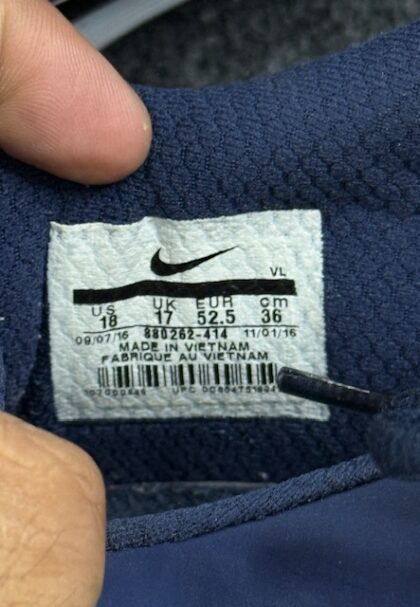 VL
US UK EUR cm
18 17 52.5 36
09/07/16 880262-414 11/01/16
MADE IN VIETNAM
FABRIQUE AU VIETNAM
UPC